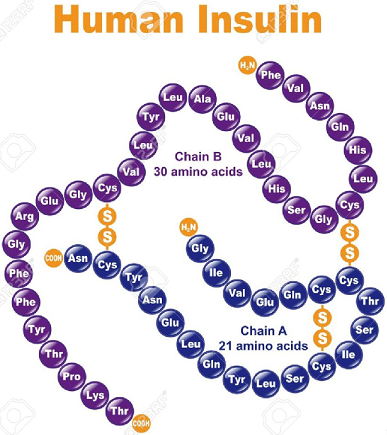 Human Insulin
H₂N
Phe
Val
Asn
Gln
His
Leu
Cys
Gly
Ser
His
Leu
Val
Glu
Ala
Leu
Tyr
Leu
Val
Cys
Gly
Glu
Arg
Gly
Phe
Phe
Tyr
Thr
Pro
Lys
Thr
COOH
Chain B
30 amino acids
S
S
S
S
H₂N
Gly
Ile
Val
Glu
Gln
Cys
Cys
Thr
Ser
Ile
Cys
Ser
Leu
Tyr
Gln
Leu
Glu
Asn
Tyr
Cys
Asn
COOH
S
S
Chain A
21 amino acids